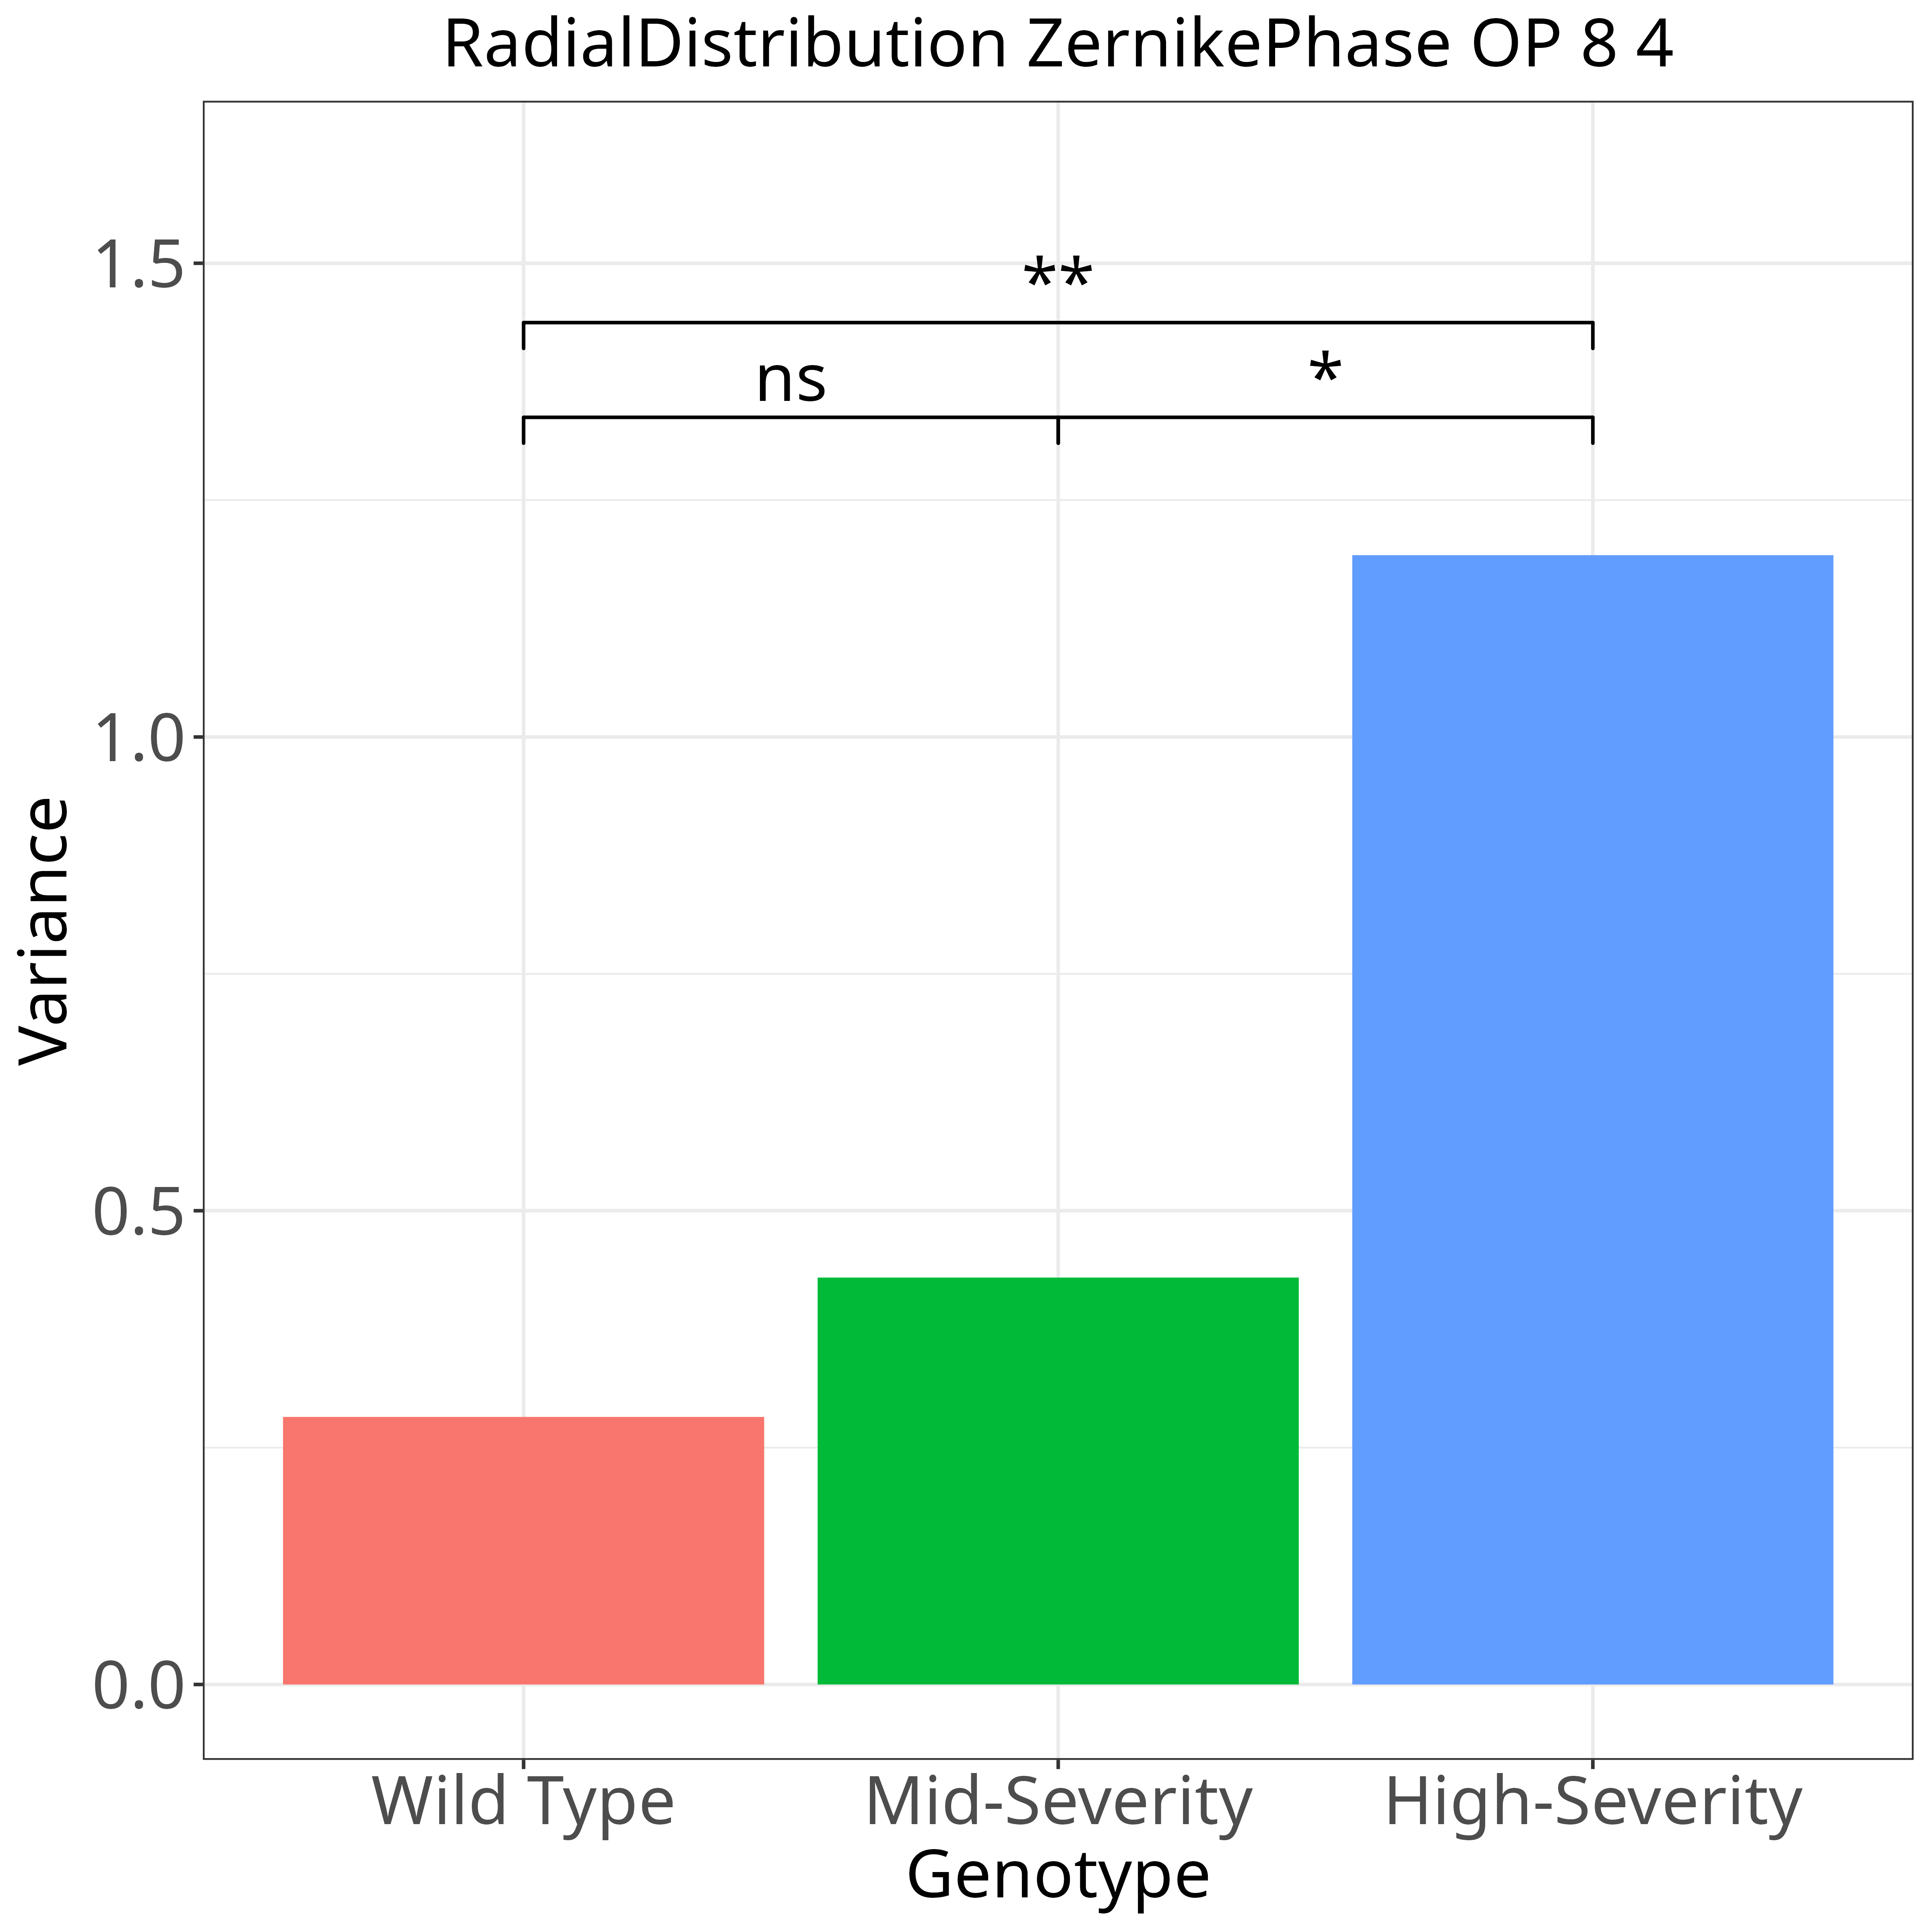 RadialDistribution ZernikePhase OP 8 4
1.5
**
ns
*
1.0
Variance
0.5
0.0
Wild Type Mid-Severity High-Severity
Genotype